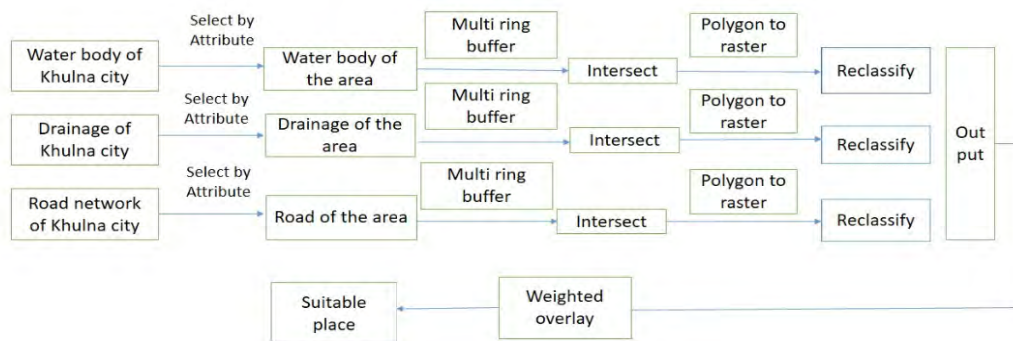 Select by
Attribute
Multi ring
buffer
Polygon to
raster
Water body of
Khulna city
Water body of
the area
Intersect
Reclassify
Select by
Attribute
Multi ring
buffer
Polygon to
raster
Drainage of
Khulna city
Drainage of the
area
Intersect
Reclassify
Out
put
Select by
Attribute
Multi ring
buffer
Polygon to
raster
Road network
of Khulna city
Road of the area
Intersect
Reclassify
Suitable
place
Weighted
overlay